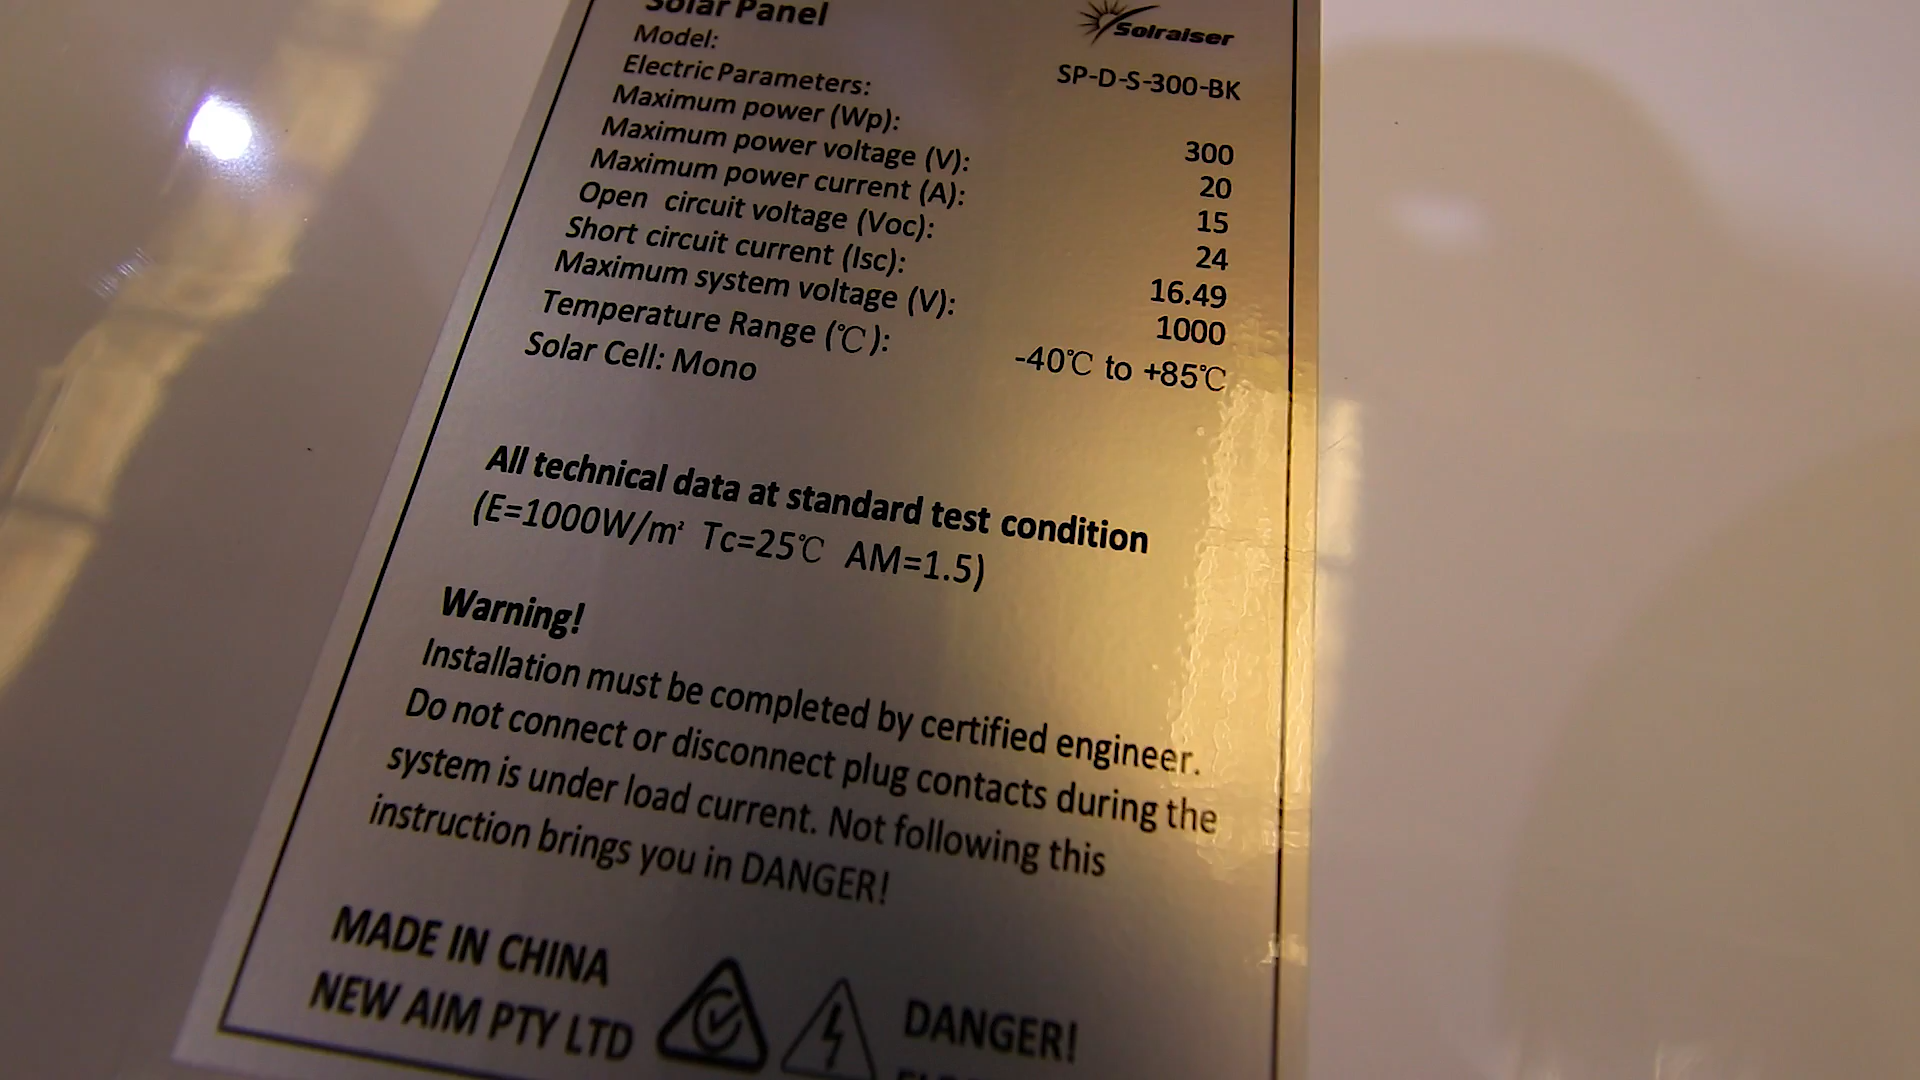 Solar Panel Solraiser
Model: SP-D-S-300-BK
Electric Parameters:
Maximum power (Wp): 300
Maximum power voltage (V): 20
Maximum power current (A): 15
Open circuit voltage (Voc): 24
Short circuit current (Isc): 16.49
Maximum system voltage (V): 1000
Temperature Range (℃): -40℃ to +85℃
Solar Cell: Mono
All technical data at standard test condition
(E=1000W/m² Tc=25℃ AM=1.5)
Warning!
Installation must be completed by certified engineer.
Do not connect or disconnect plug contacts during the
system is under load current. Not following this
instruction brings you in DANGER!
MADE IN CHINA
NEW AIM PTY LTD
DANGER!